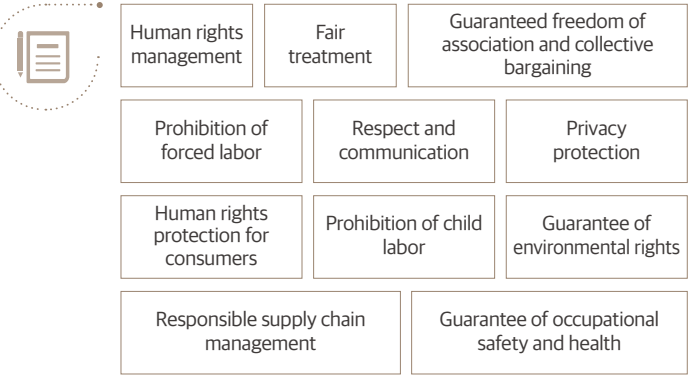 Human rights
management
Fair
treatment
Guaranteed freedom of
association and collective
bargaining
Prohibition of
forced labor
Respect and
communication
Privacy
protection
Human rights
protection for
consumers
Prohibition of child
labor
Guarantee of
environmental rights
Responsible supply chain
management
Guarantee of occupational
safety and health